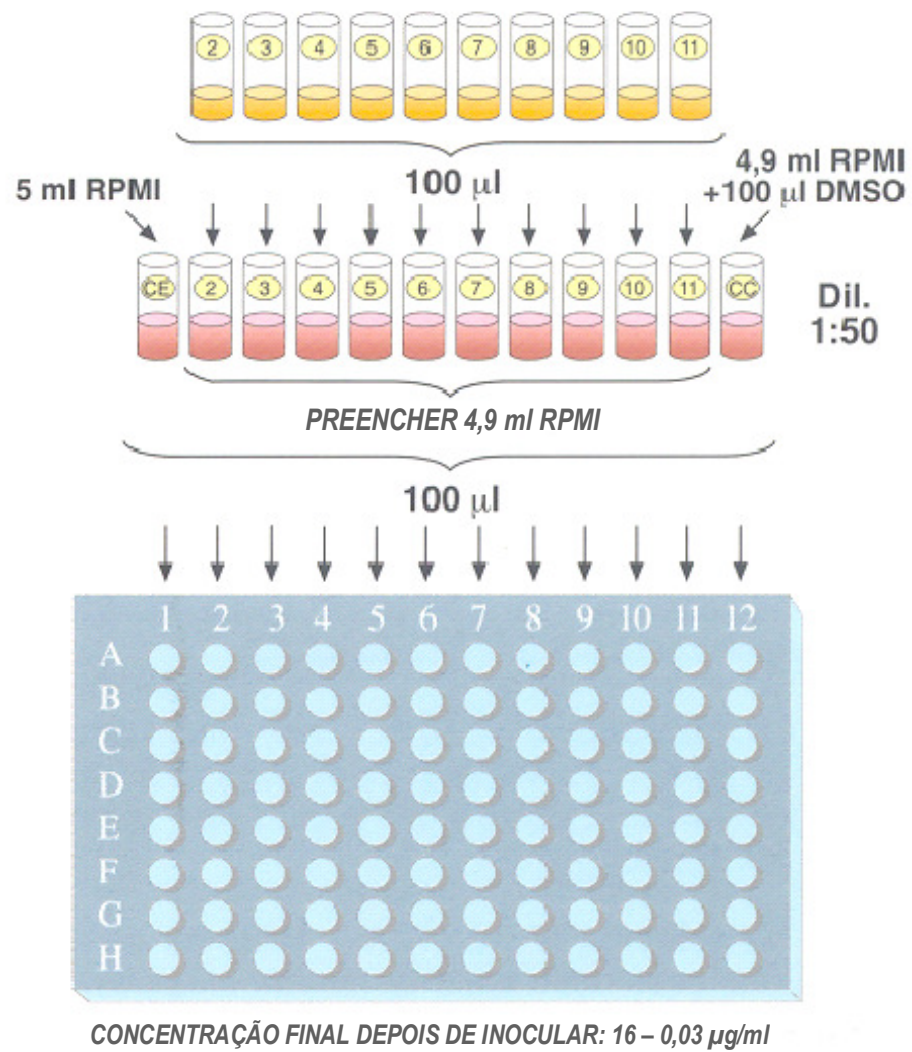 2 3 4 5 6 7 8 9 10 11
100 µl
5 ml RPMI
4,9 ml RPMI
+100 µl DMSO
CE 2 3 4 5 6 7 8 9 10 11 CC
Dil.
1:50
PREENCHER 4,9 ml RPMI
100 µl
1 2 3 4 5 6 7 8 9 10 11 12
A
B
C
D
E
F
G
H
CONCENTRAÇÃO FINAL DEPOIS DE INOCULAR: 16 – 0,03 µg/ml